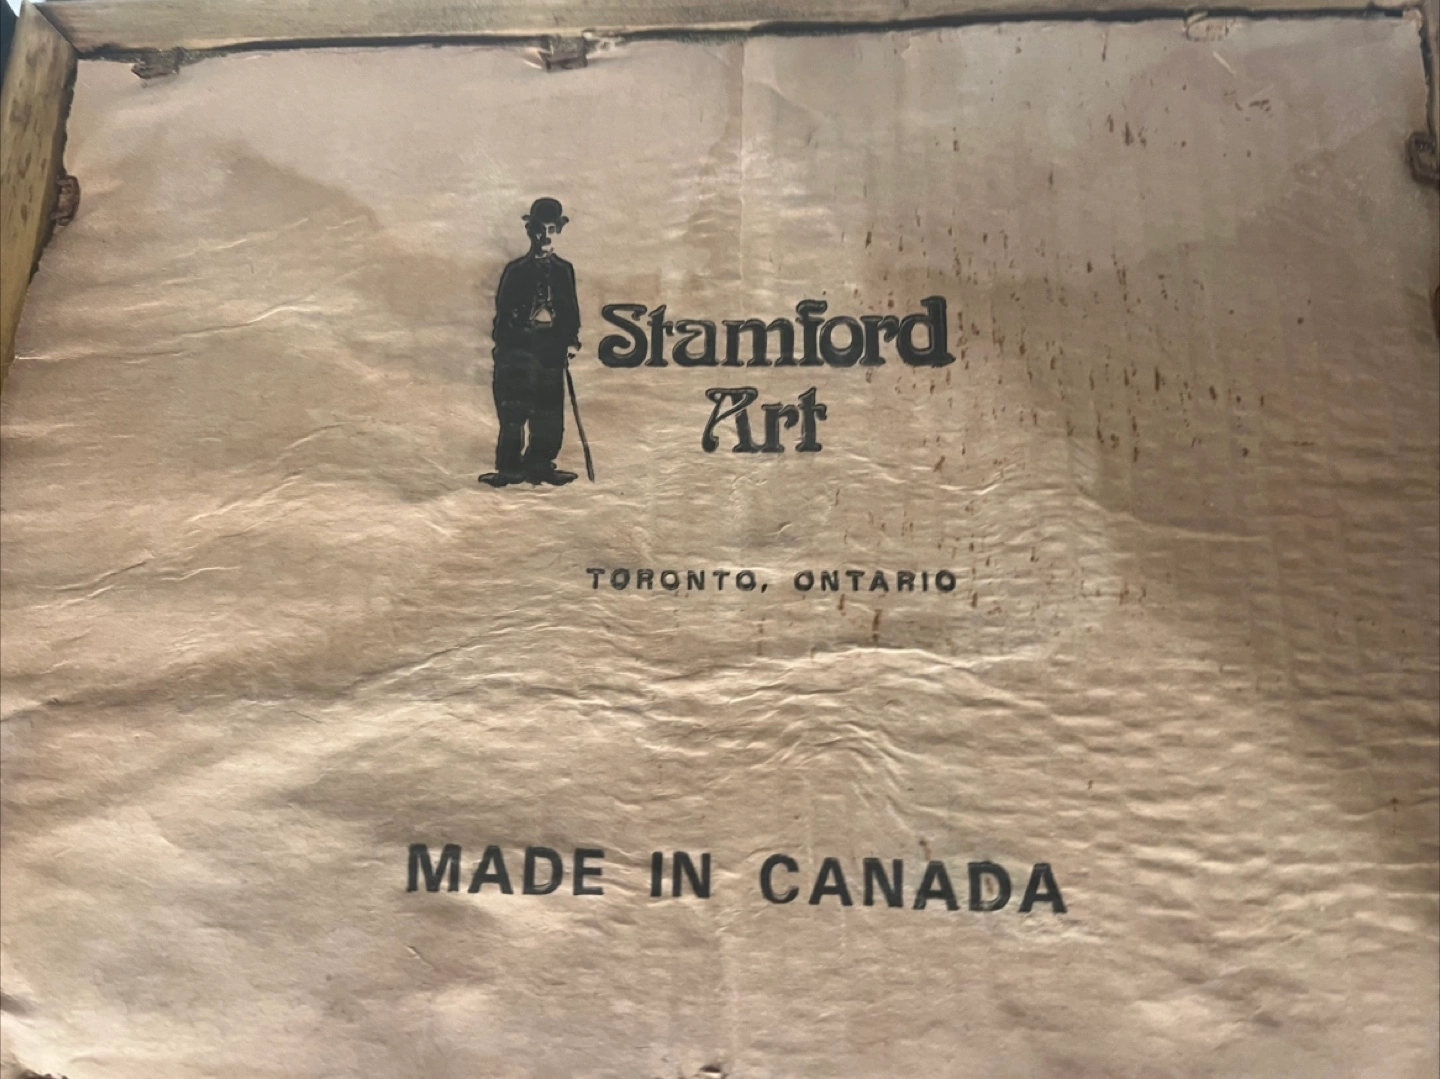 Stamford
Art
TORONTO, ONTARIO
MADE IN CANADA